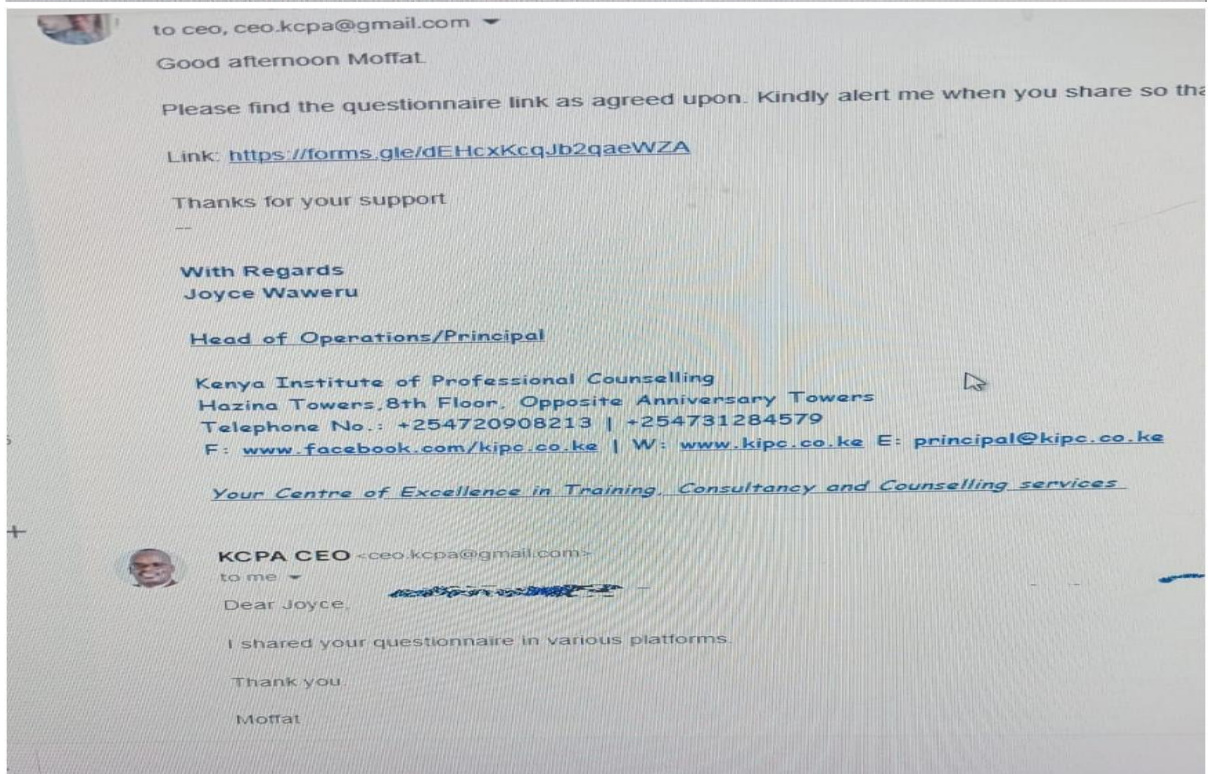 to ceo, ceo.kcpa@gmail.com
Good afternoon Moffat.
Please find the questionnaire link as agreed upon. Kindly alert me when you share so tha
Link: https://forms.gle/dEHcxKcqJb2qaeWZA
Thanks for your support
--
With Regards
Joyce Waweru
Head of Operations/Principal
Kenya Institute of Professional Counselling
Hazina Towers,8th Floor, Opposite Anniversary Towers
Telephone No.: +254720908213 | +254731284579
F: www.facebook.com/kipc.co.ke | W: www.kipc.co.ke E: principal@kipc.co.ke
Your Centre of Excellence in Training, Consultancy and Counselling services
KCPA CEO <ceo.kcpa@gmail.com>
to me
Dear Joyce,
I shared your questionnaire in various platforms.
Thank you.
Moffat